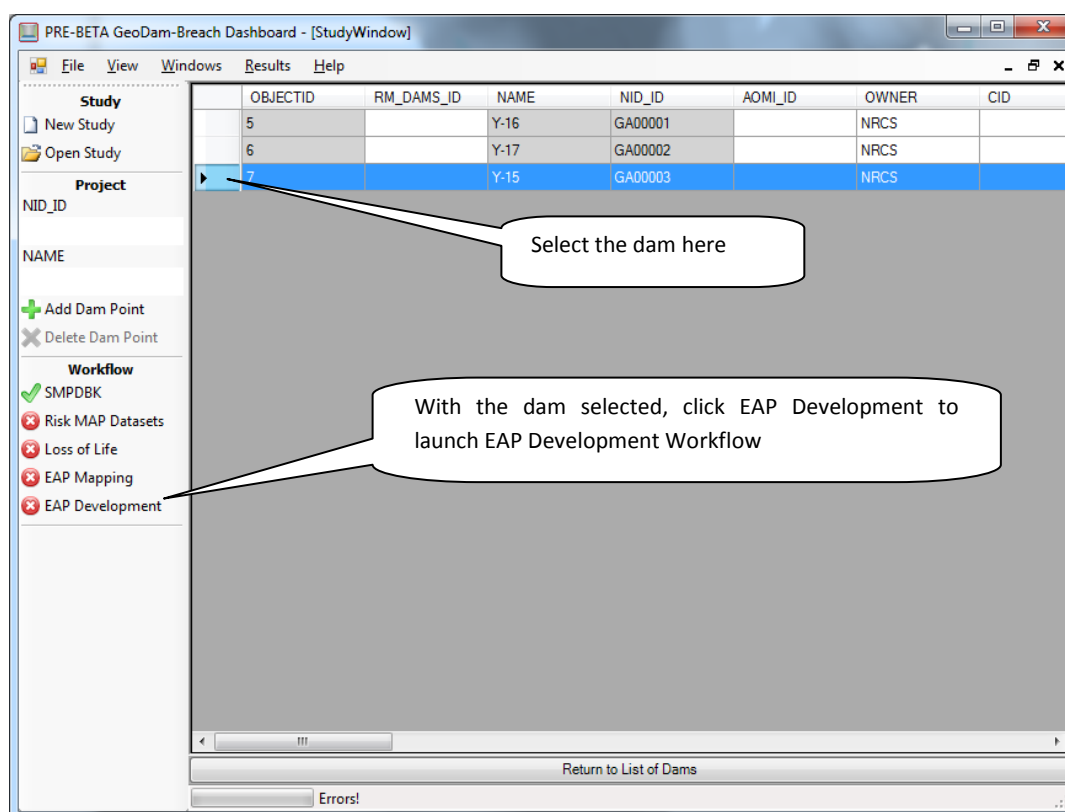 PRE-BETA GeoDam-Breach Dashboard - [StudyWindow]
File View Windows Results Help
Study
New Study
Open Study
Project
NID_ID
NAME
Add Dam Point
Delete Dam Point
Workflow
SMPDBK
Risk MAP Datasets
Loss of Life
EAP Mapping
EAP Development
OBJECTID RM_DAMS_ID NAME NID_ID AOMI_ID OWNER CID
5 Y-16 GA00001 NRCS
6 Y-17 GA00002 NRCS
7 Y-15 GA00003 NRCS
Select the dam here
With the dam selected, click EAP Development to
launch EAP Development Workflow
Return to List of Dams
Errors!